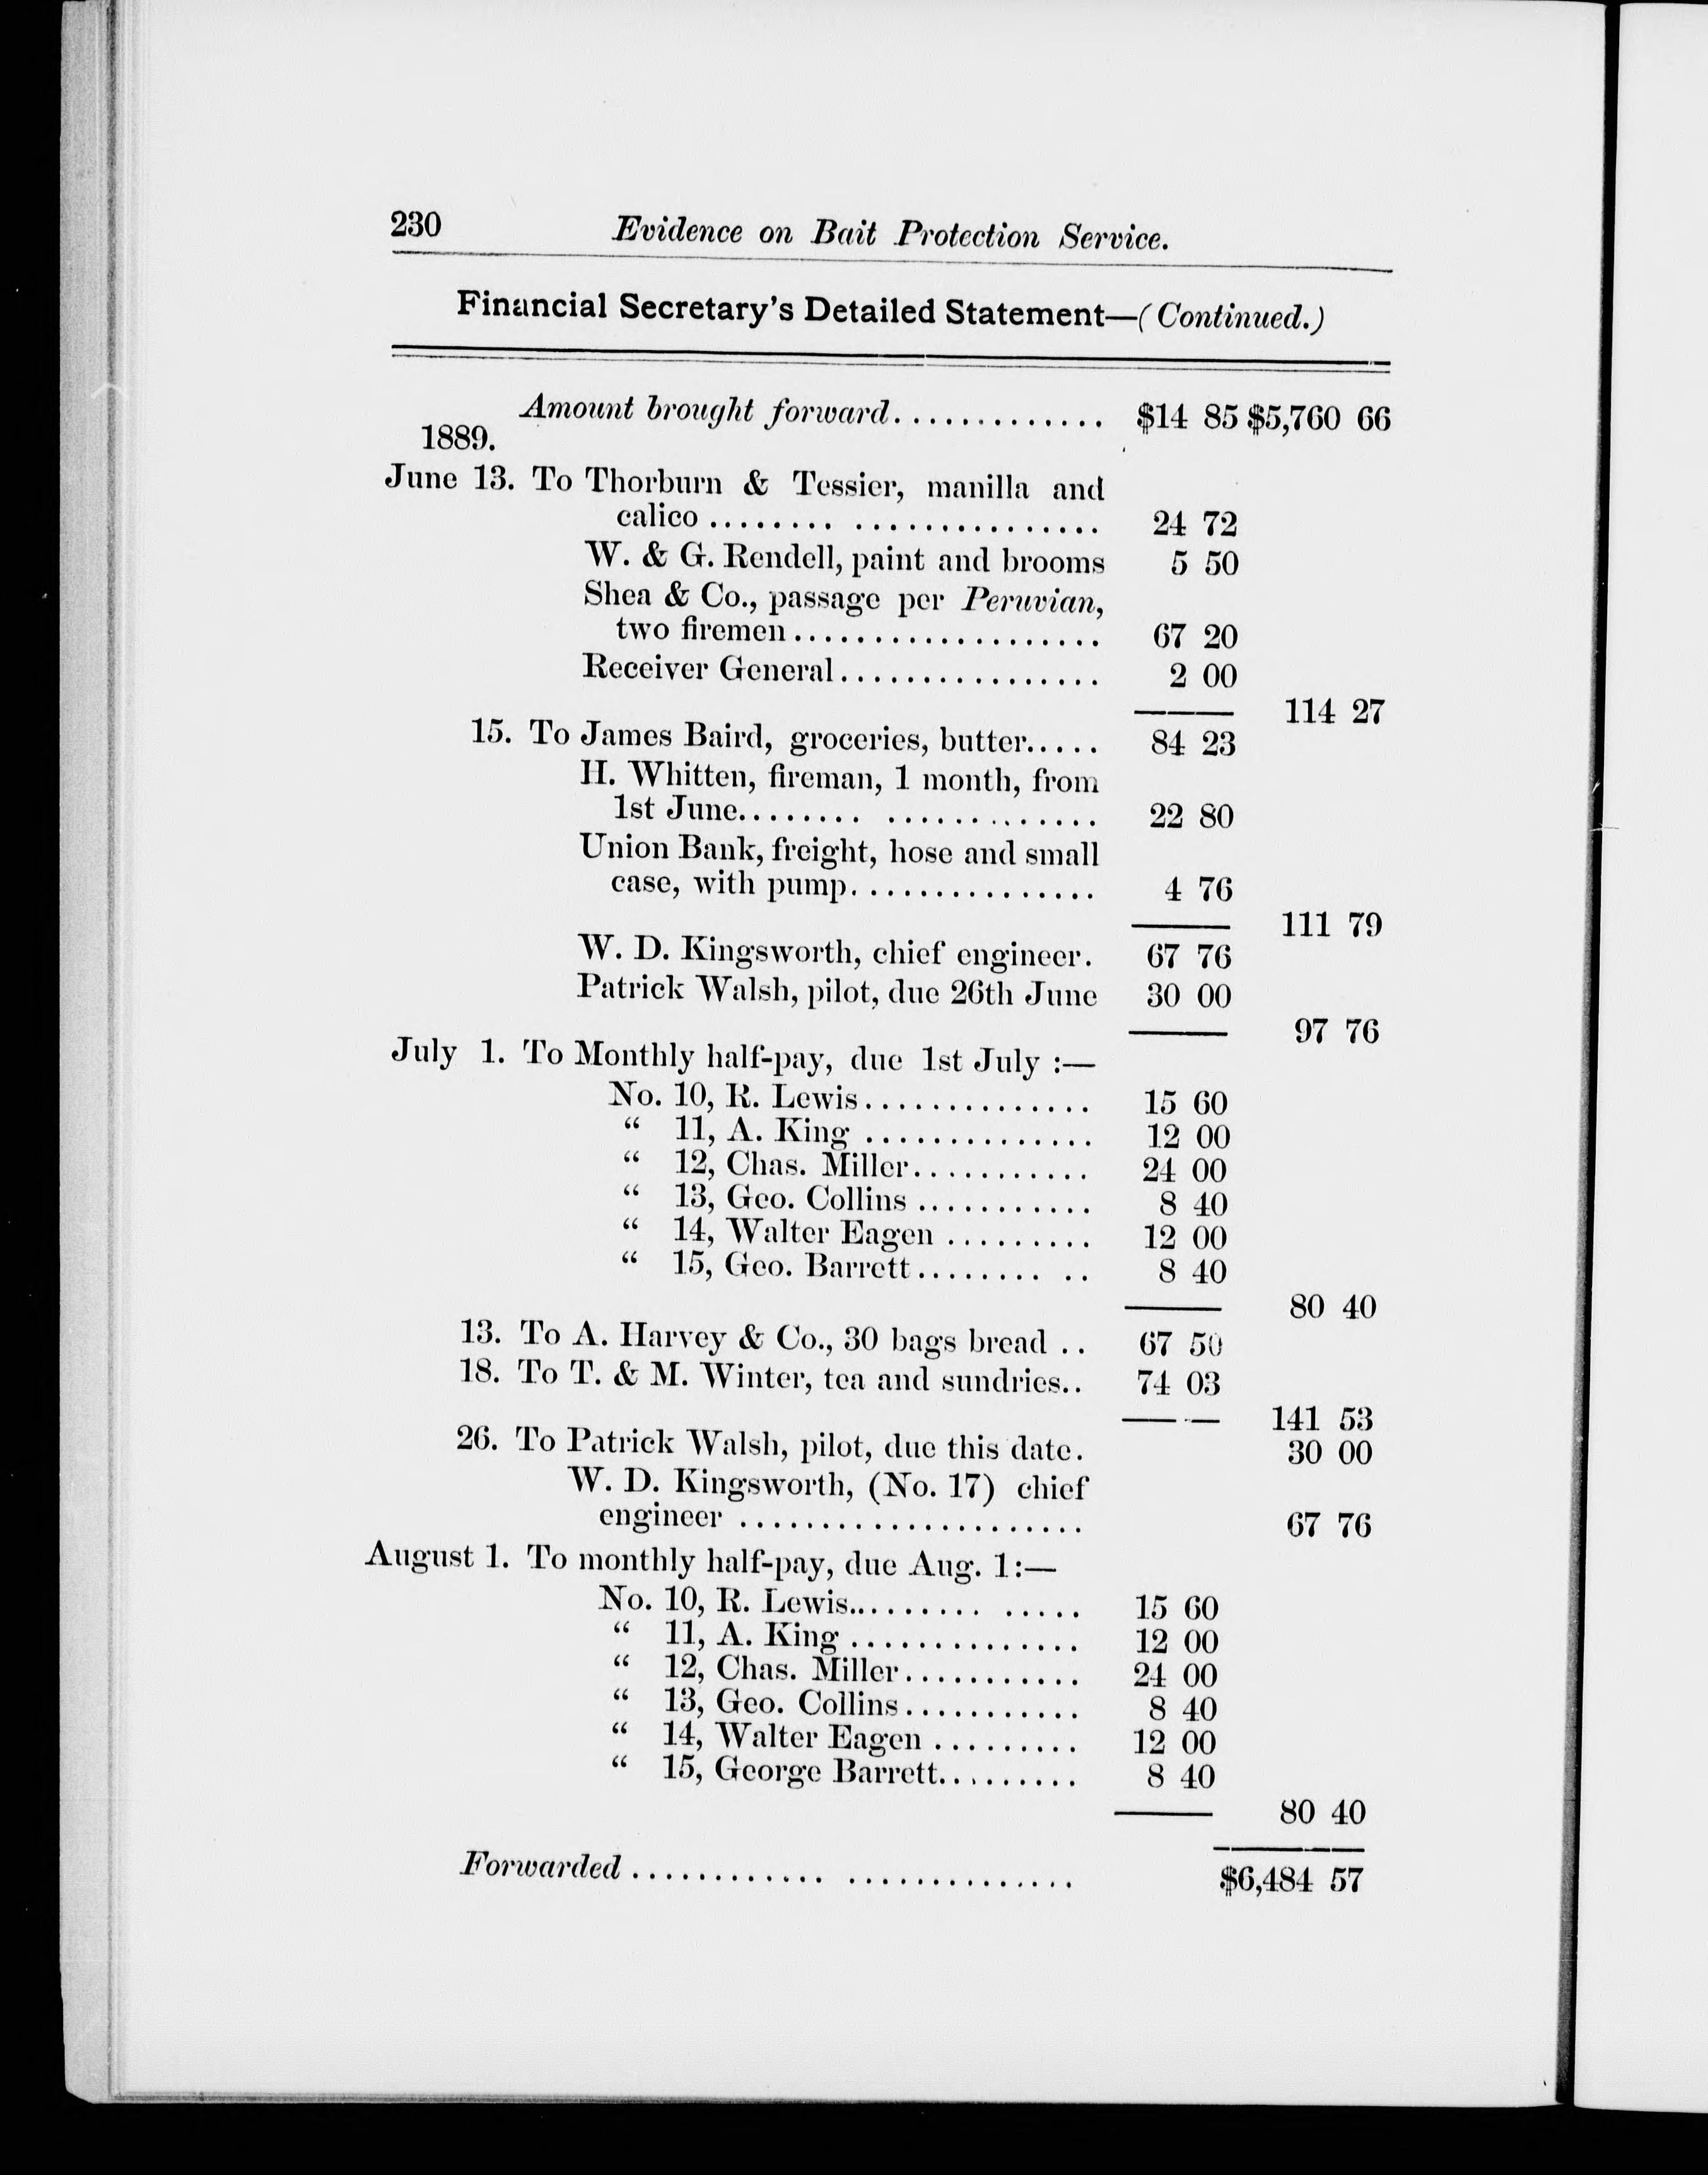 230 Evidence on Bait Protection Service.
Financial Secretary's Detailed Statement—(Continued.)
Amount brought forward............. $14 85 $5,760 66
1889.
June 13. To Thorburn & Tessier, manilla and
calico ........ ............... 24 72
W. & G. Rendell, paint and brooms 5 50
Shea & Co., passage per Peruvian,
two firemen................... 67 20
Receiver General................ 2 00
114 27
15. To James Baird, groceries, butter..... 84 23
H. Whitten, fireman, 1 month, from
1st June........ ............. 22 80
Union Bank, freight, hose and small
case, with pump............... 4 76
111 79
W. D. Kingsworth, chief engineer. 67 76
Patrick Walsh, pilot, due 26th June 30 00
97 76
July 1. To Monthly half-pay, due 1st July :—
No. 10, R. Lewis.............. 15 60
“ 11, A. King .............. 12 00
“ 12, Chas. Miller........... 24 00
“ 13, Geo. Collins ........... 8 40
“ 14, Walter Eagen ......... 12 00
“ 15, Geo. Barrett........ .. 8 40
80 40
13. To A. Harvey & Co., 30 bags bread .. 67 50
18. To T. & M. Winter, tea and sundries.. 74 03
141 53
26. To Patrick Walsh, pilot, due this date. 30 00
W. D. Kingsworth, (No. 17) chief
engineer ..................... 67 76
August 1. To monthly half-pay, due Aug. 1:—
No. 10, R. Lewis.......... ..... 15 60
“ 11, A. King .............. 12 00
“ 12, Chas. Miller........... 24 00
“ 13, Geo. Collins........... 8 40
“ 14, Walter Eagen ......... 12 00
“ 15, George Barrett......... 8 40
80 40
Forwarded ............ .............. $6,484 57